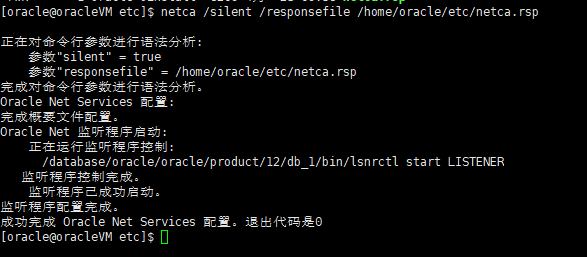 [oracle@oracleVM etc]$ netca /silent /responsefile /home/oracle/etc/netca.rsp
正在对命令行参数进行语法分析:
参数"silent" = true
参数"responsefile" = /home/oracle/etc/netca.rsp
完成对命令行参数进行语法分析。
Oracle Net Services 配置:
完成概要文件配置。
Oracle Net 监听程序启动:
正在运行监听程序控制:
/database/oracle/oracle/product/12/db_1/bin/lsnrctl start LISTENER
监听程序控制完成。
监听程序已成功启动。
监听程序配置完成。
成功完成 Oracle Net Services 配置。退出代码是0
[oracle@oracleVM etc]$